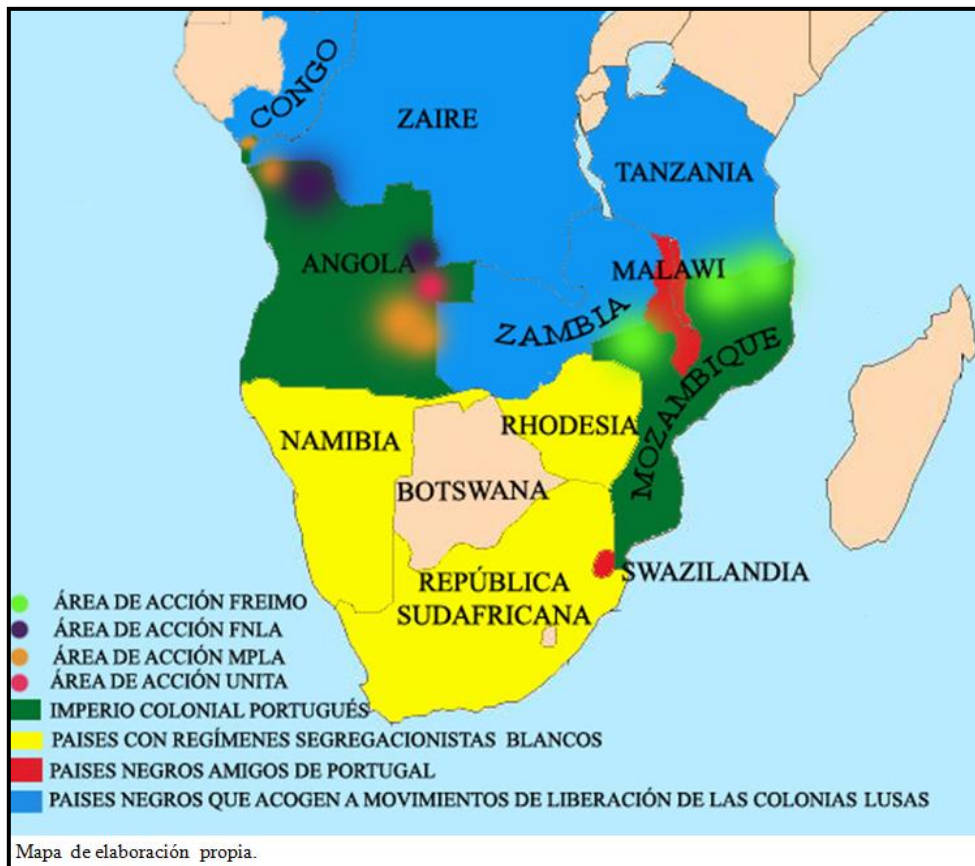 CONGO
ZAIRE
TANZANIA
ANGOLA
MALAWI
ZAMBIA
MOZAMBIQUE
NAMIBIA
RHODESIA
BOTSWANA
REPÚBLICA
SUDAFRICANA
SWAZILANDIA
ÁREA DE ACCIÓN FREIMO
ÁREA DE ACCIÓN FNLA
ÁREA DE ACCIÓN MPLA
ÁREA DE ACCIÓN UNITA
IMPERIO COLONIAL PORTUGUÉS
PAISES CON REGÍMENES SEGREGACIONISTAS BLANCOS
PAISES NEGROS AMIGOS DE PORTUGAL
PAISES NEGROS QUE ACOGEN A MOVIMIENTOS DE LIBERACIÓN DE LAS COLONIAS LUSAS
Mapa de elaboración propia.